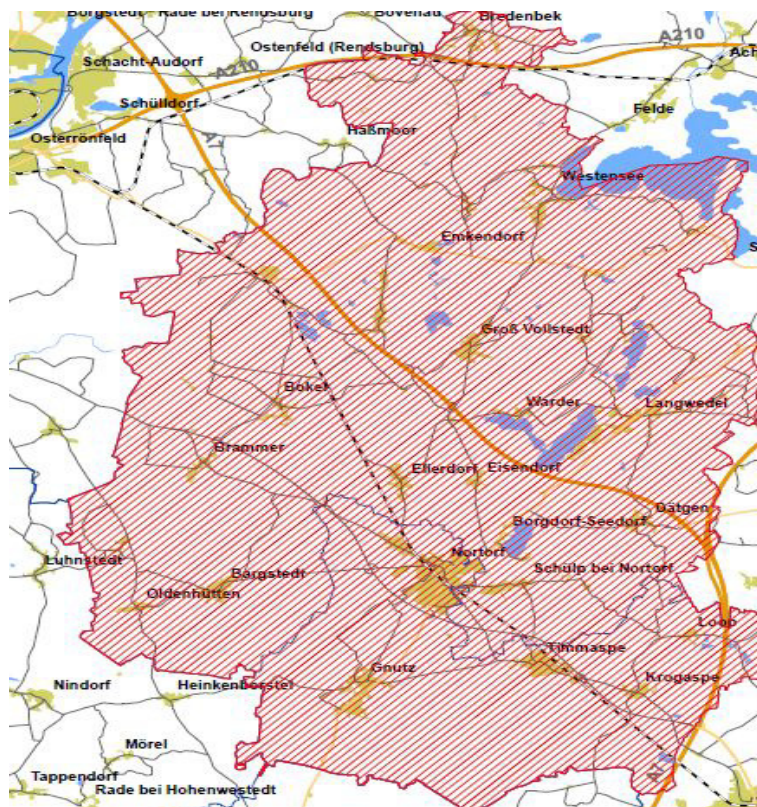 Borgstedt - Rade bei Rendsburg
Bovenau
Bredenbek
Ostenfeld (Rendsburg)
A210
Schacht-Audorf
A210
Schülldorf
Felde
Osterrönfeld
A7
Haßmoor
Westensee
Emkendorf
Groß Vollstedt
Bokel
Warder
Langwedel
Brammer
Ellerdorf
Eisendorf
Dätgen
Borgdorf-Seedorf
Nortorf
Luhnstedt
Bargstedt
Schülp bei Nortorf
Oldenhütten
Loop
Timmaspe
Gnutz
Krogaspe
Nindorf
Heinkenborstel
Mörel
A7
Tappendorf
Rade bei Hohenwestedt